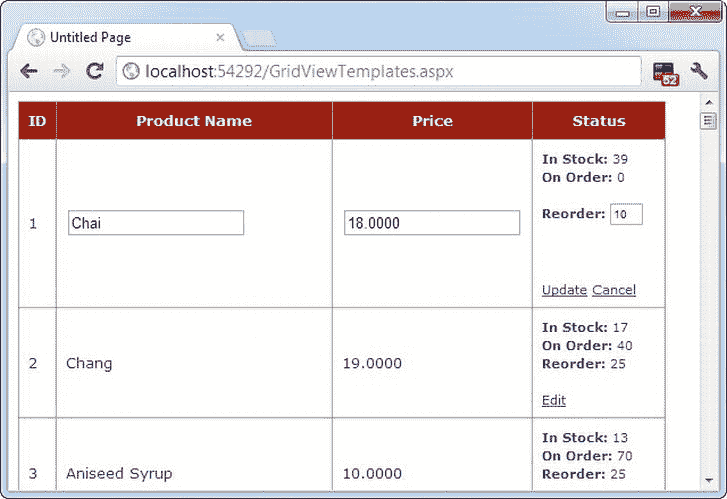 Untitled Page
localhost:54292/GridViewTemplates.aspx
52
ID Product Name Price Status
In Stock: 39
On Order: 0
1 Chai 18.0000 Reorder: 10
Update Cancel
In Stock: 17
On Order: 40
2 Chang 19.0000 Reorder: 25
Edit
In Stock: 13
On Order: 70
3 Aniseed Syrup 10.0000 Reorder: 25